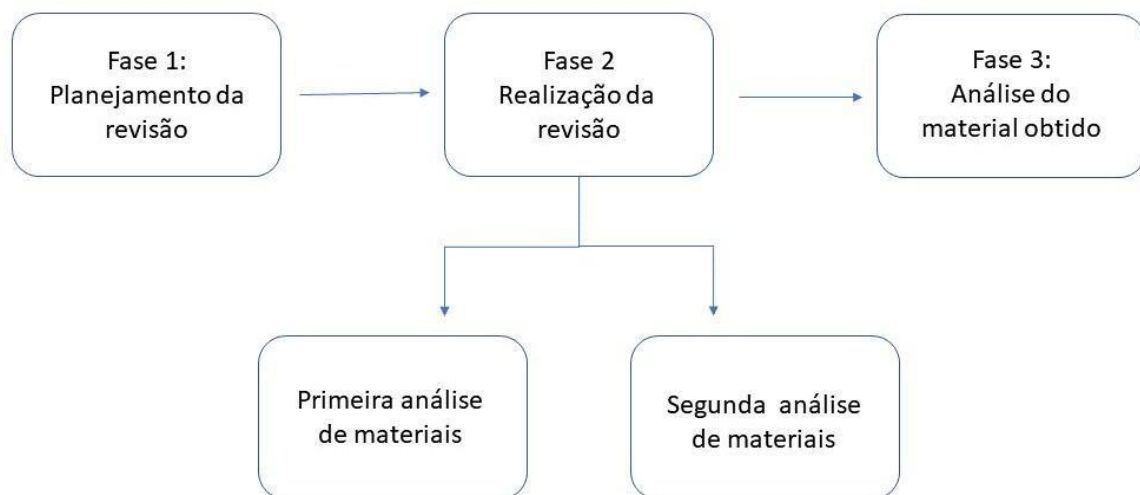 Fase 1:
Planejamento da
revisão
Fase 2
Realização da
revisão
Fase 3:
Análise do
material obtido
Primeira análise
de materiais
Segunda  análise
de materiais